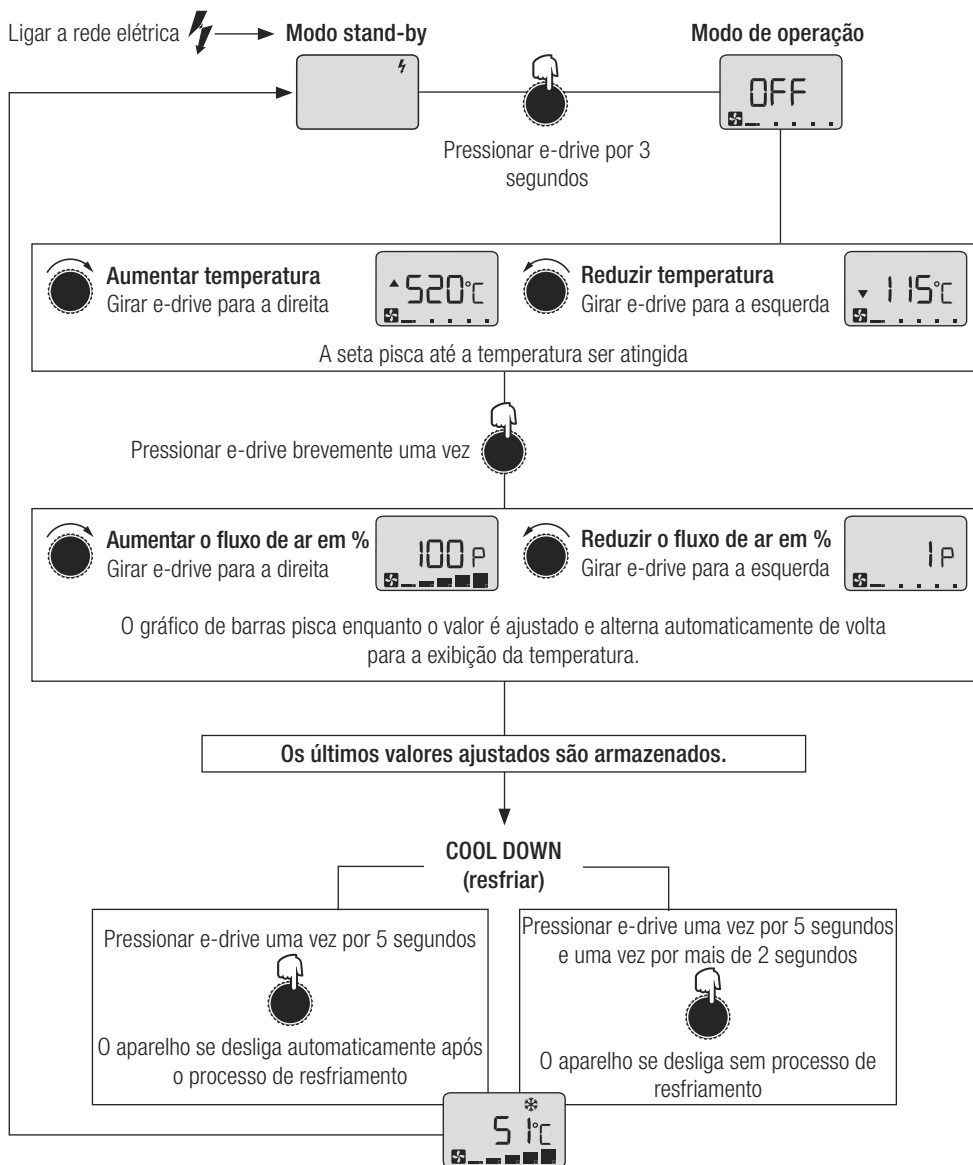 Ligar a rede elétrica
Modo stand-by
Modo de operação
OFF
Pressionar e-drive por 3
segundos
Aumentar temperatura
Girar e-drive para a direita
520°C
Reduzir temperatura
Girar e-drive para a esquerda
115°C
A seta pisca até a temperatura ser atingida
Pressionar e-drive brevemente uma vez
Aumentar o fluxo de ar em %
Girar e-drive para a direita
100 P
Reduzir o fluxo de ar em %
Girar e-drive para a esquerda
1P
O gráfico de barras pisca enquanto o valor é ajustado e alterna automaticamente de volta
para a exibição da temperatura.
Os últimos valores ajustados são armazenados.
COOL DOWN
(resfriar)
Pressionar e-drive uma vez por 5 segundos
O aparelho se desliga automaticamente após
o processo de resfriamento
Pressionar e-drive uma vez por 5 segundos
e uma vez por mais de 2 segundos
O aparelho se desliga sem processo de
resfriamento
51°C